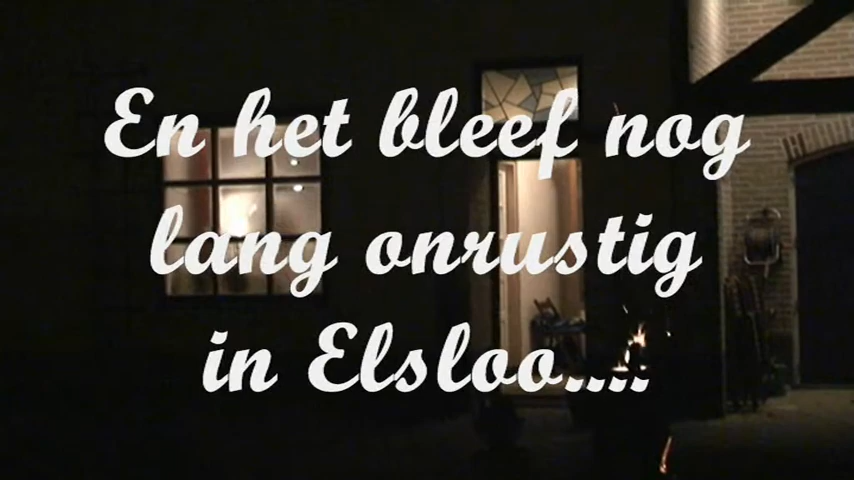 En het bleef nog
lang onrustig
in Elsloo....